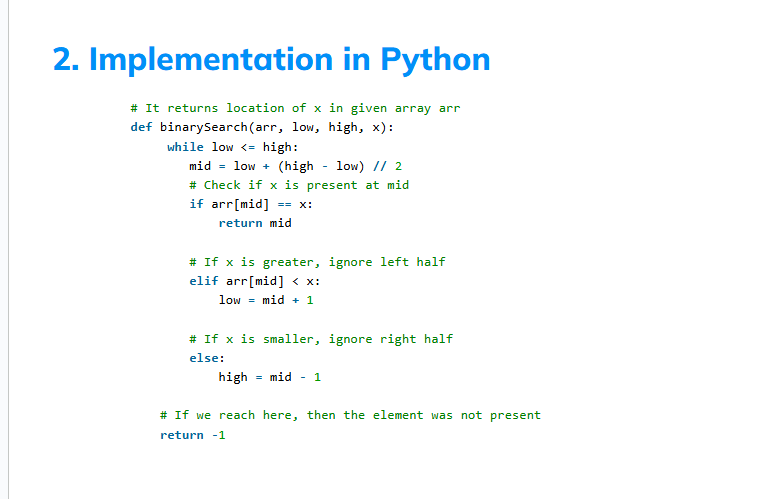 2. Implementation in Python
# It returns location of x in given array arr
def binarySearch(arr, low, high, x):
     while low <= high:
        mid = low + (high - low) // 2
        # Check if x is present at mid
        if arr[mid] == x:
            return mid
        # If x is greater, ignore left half
        elif arr[mid] < x:
            low = mid + 1
        # If x is smaller, ignore right half
        else:
            high = mid - 1
    # If we reach here, then the element was not present
    return -1